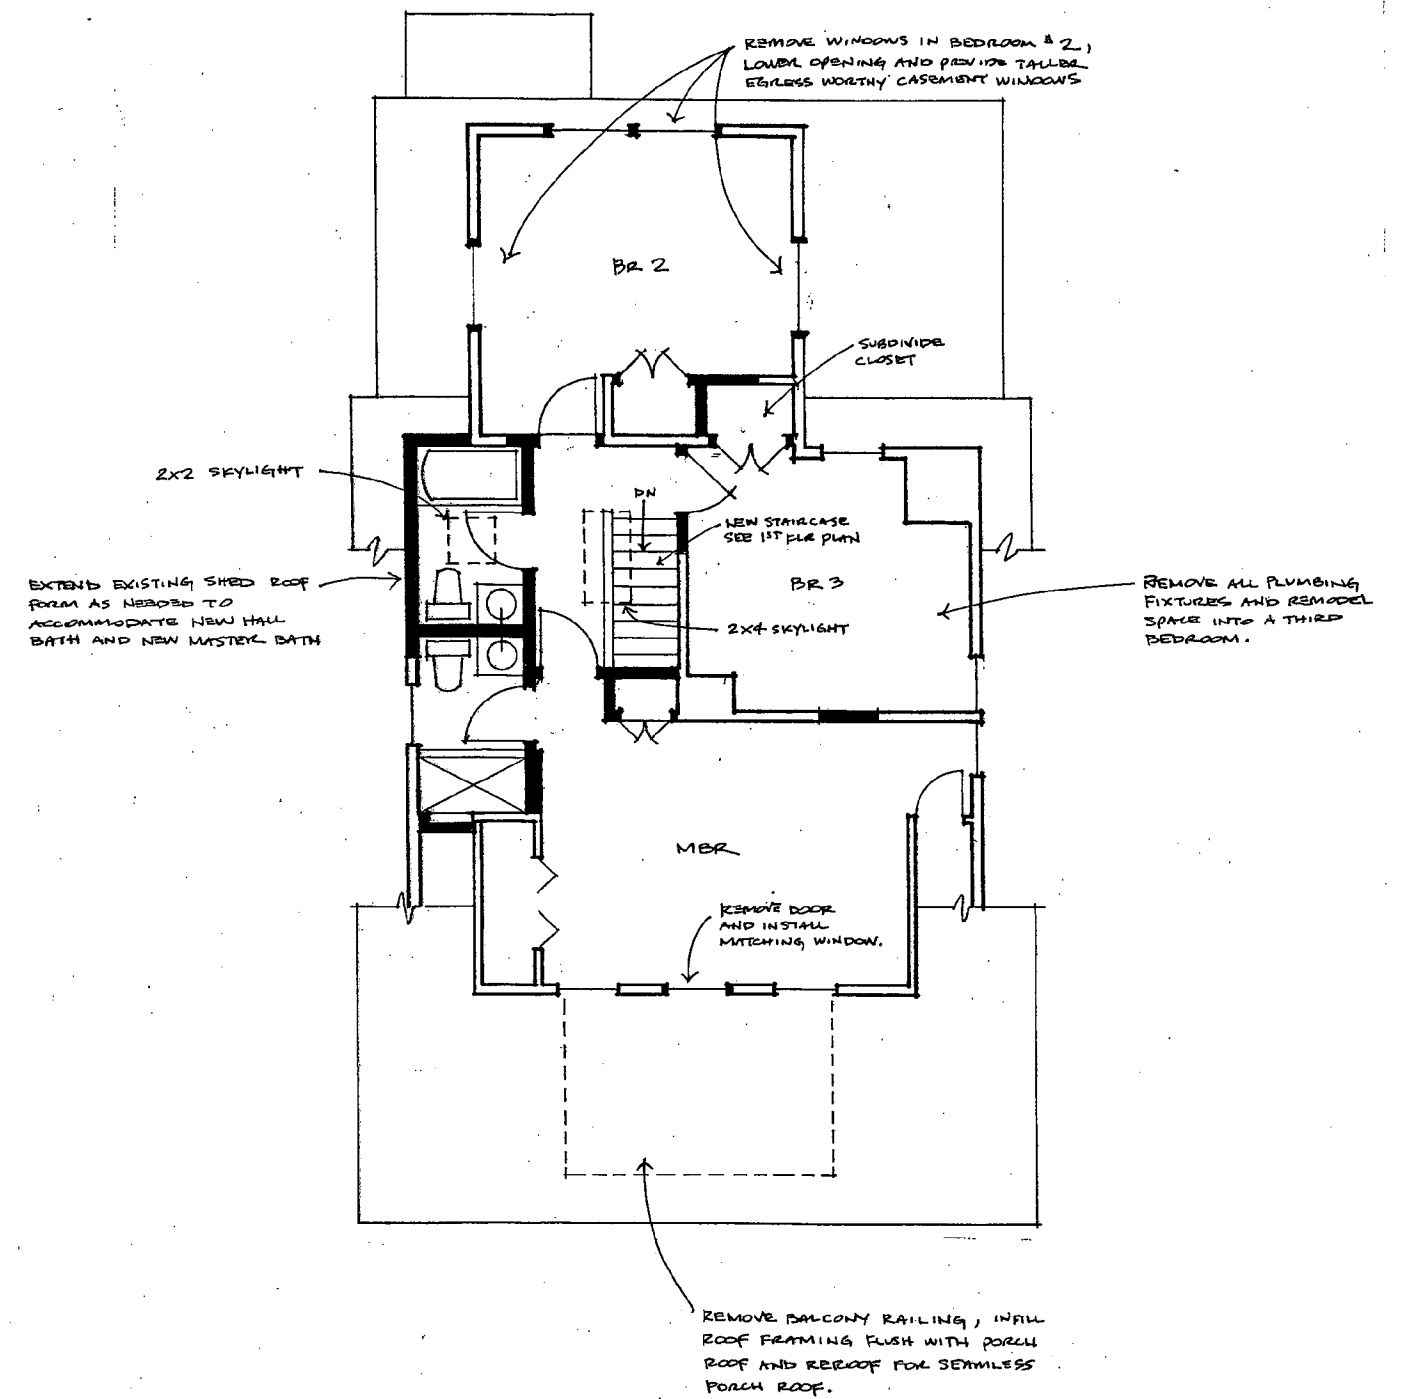 REMOVE WINDOWS IN BEDROOM #2,
LOWER OPENING AND PROVIDE TALLER
EGRESS WORTHY CASEMENT WINDOWS
BR 2
SUBDIVIDE
CLOSET
2X2 SKYLIGHT
DN
NEW STAIRCASE
SEE 1ST FLR PLAN
EXTEND EXISTING SHED ROOF
FORM AS NEEDED TO
ACCOMMODATE NEW HALL
BATH AND NEW MASTER BATH
BR 3
REMOVE ALL PLUMBING
FIXTURES AND REMODEL
SPACE INTO A THIRD
BEDROOM.
2X4 SKYLIGHT
MBR
REMOVE DOOR
AND INSTALL
MATCHING WINDOW.
REMOVE BALCONY RAILING, INFILL
ROOF FRAMING FLUSH WITH PORCH
ROOF AND REROOF FOR SEAMLESS
PORCH ROOF.